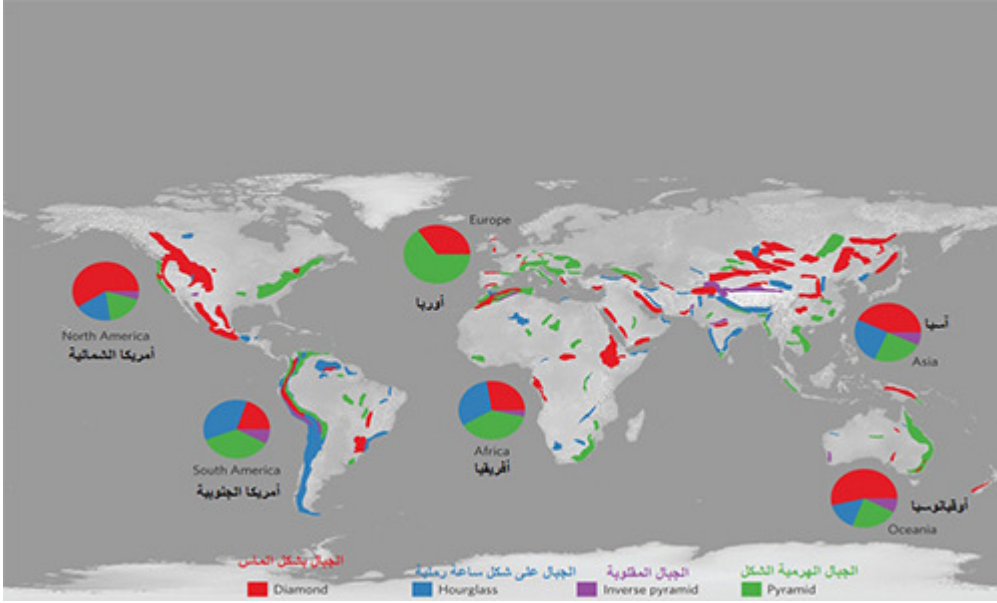 Europe
أوربا
North America
أمريكا الشمالية
أسيا
Asia
South America
أمريكا الجنوبية
Africa
أفريقيا
أوقيانوسيا
Oceania
الجبال بشكل الماس
الجبال على شكل ساعة رملية
الجبال المقلوبة
الجبال الهرمية الشكل
Diamond
Hourglass
Inverse pyramid
Pyramid